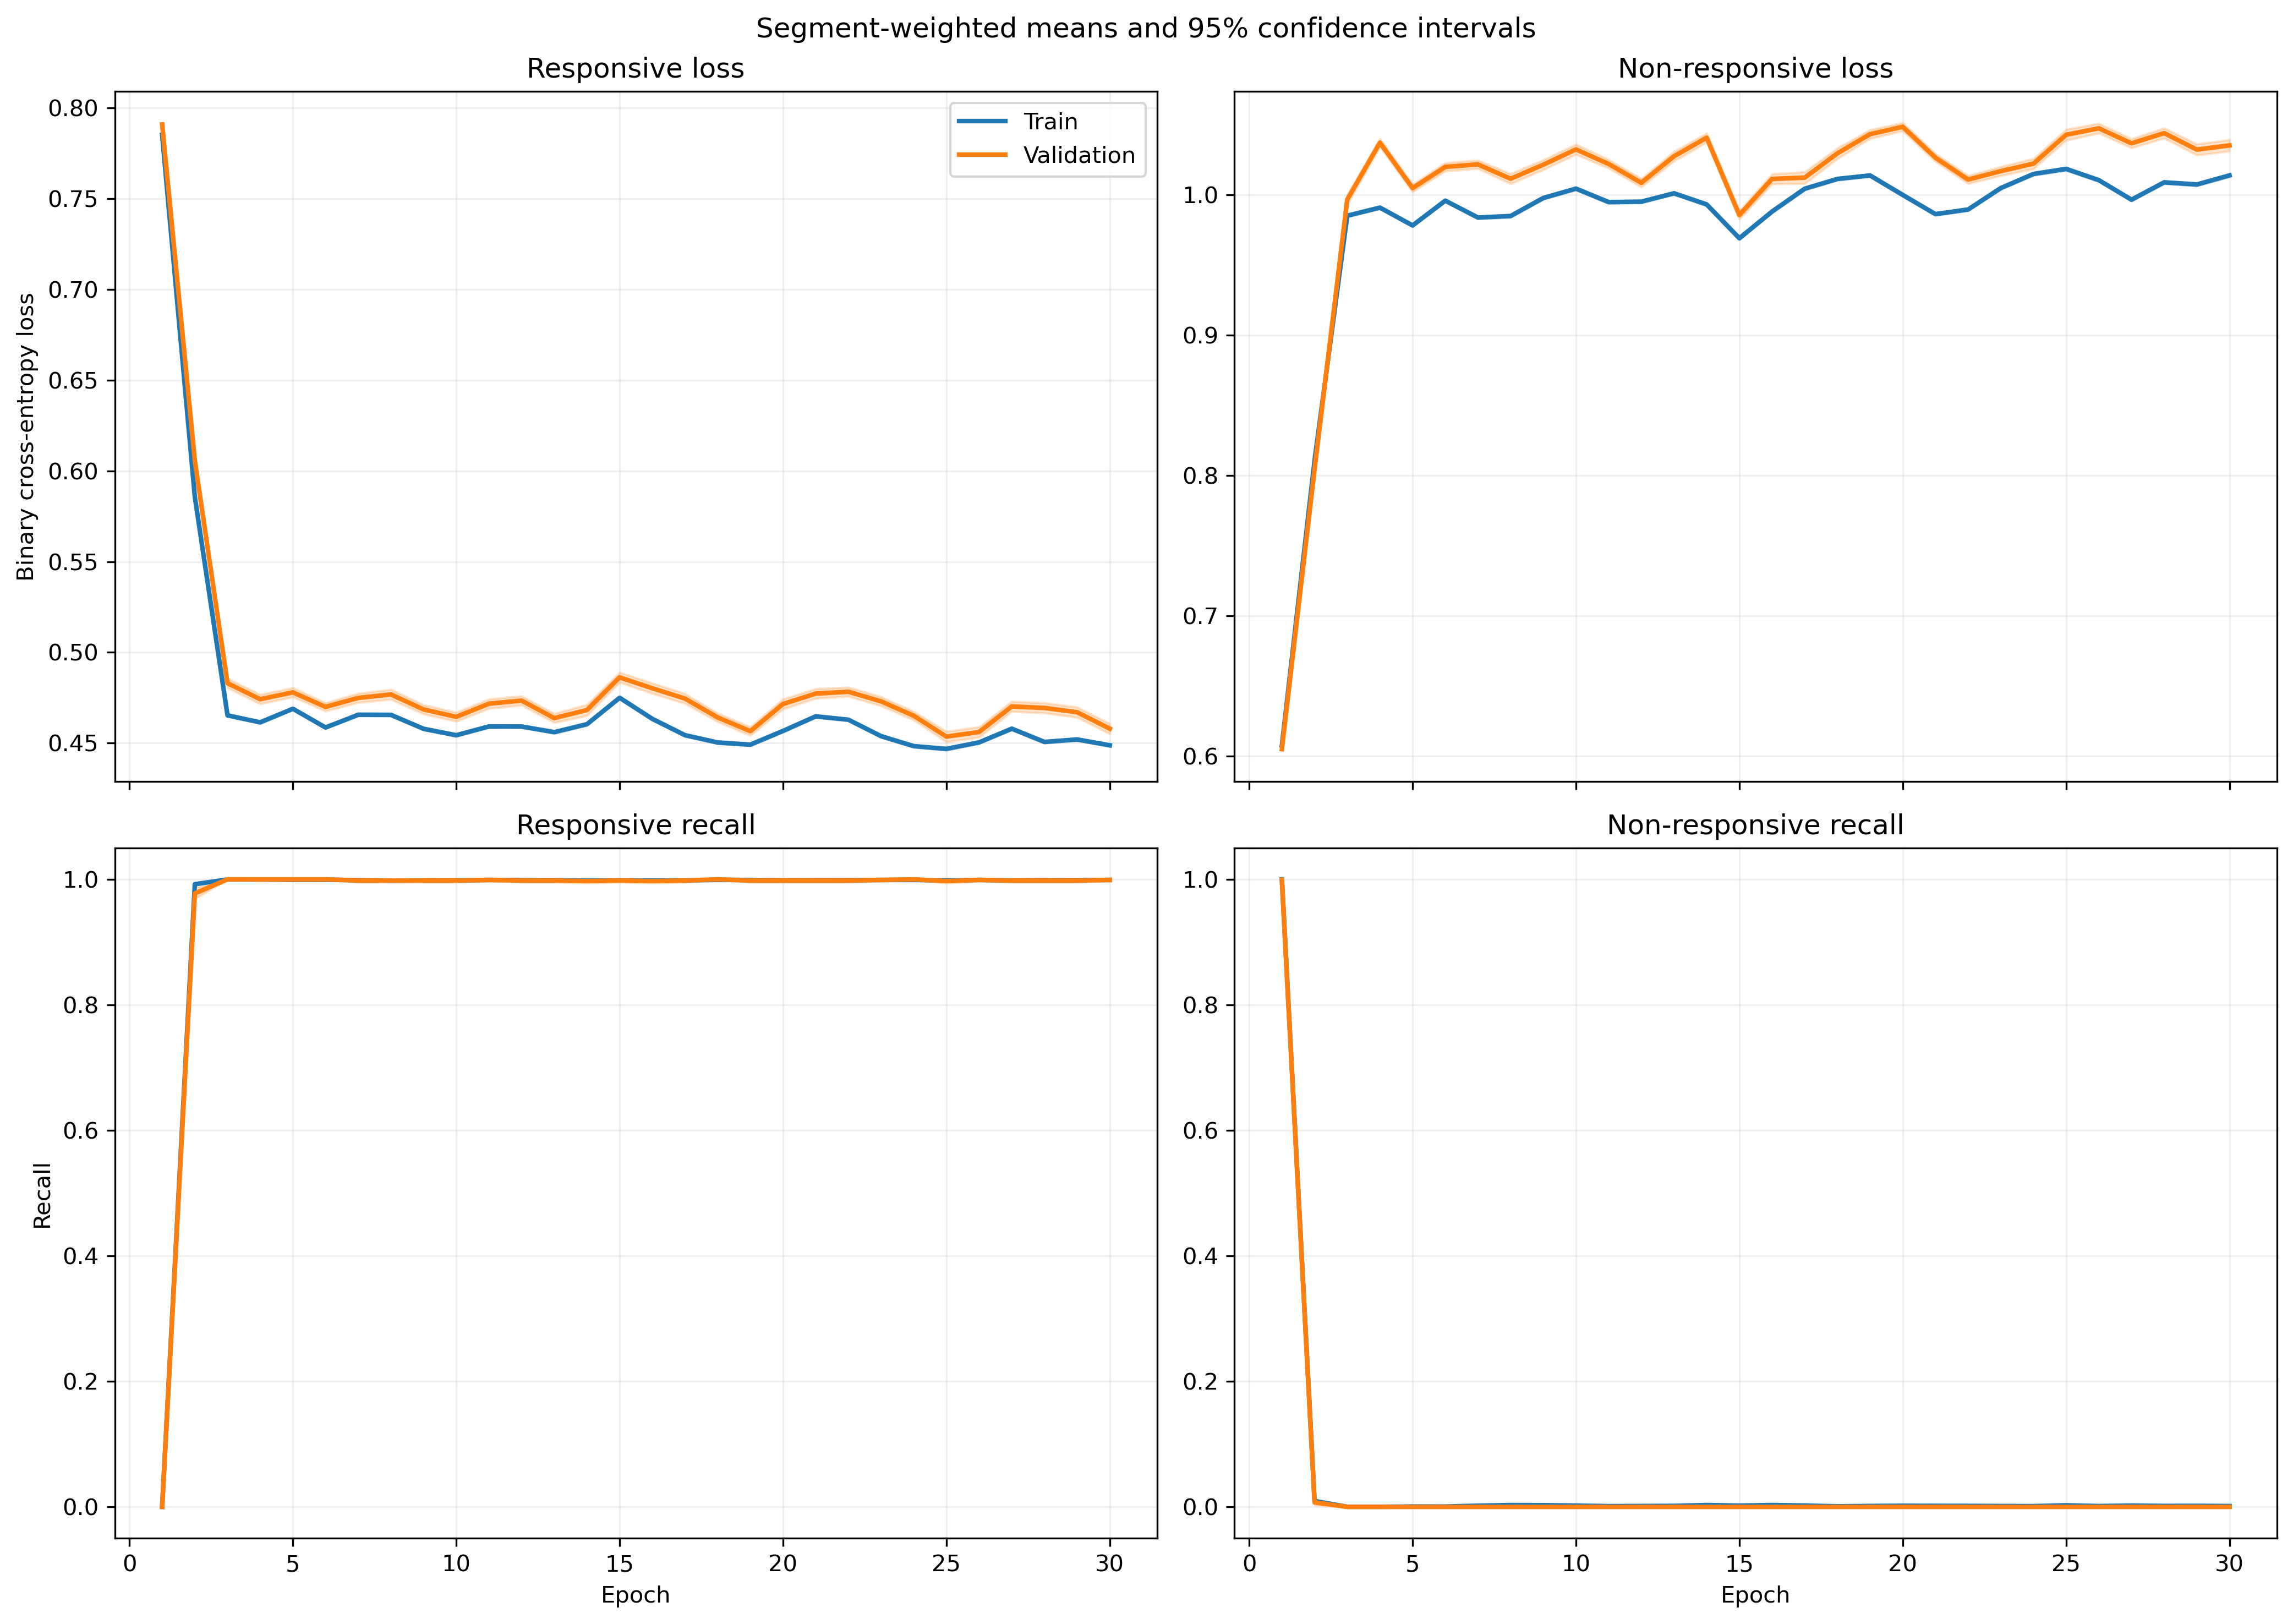 Segment-weighted means and 95% confidence intervals
Responsive loss
Non-responsive loss
Train
Validation
Binary cross-entropy loss
0.80
0.75
0.70
0.65
0.60
0.55
0.50
0.45
1.0
0.9
0.8
0.7
0.6
Responsive recall
Non-responsive recall
Recall
1.0
0.8
0.6
0.4
0.2
0.0
0 5 10 15 20 25 30
Epoch
1.0
0.8
0.6
0.4
0.2
0.0
0 5 10 15 20 25 30
Epoch